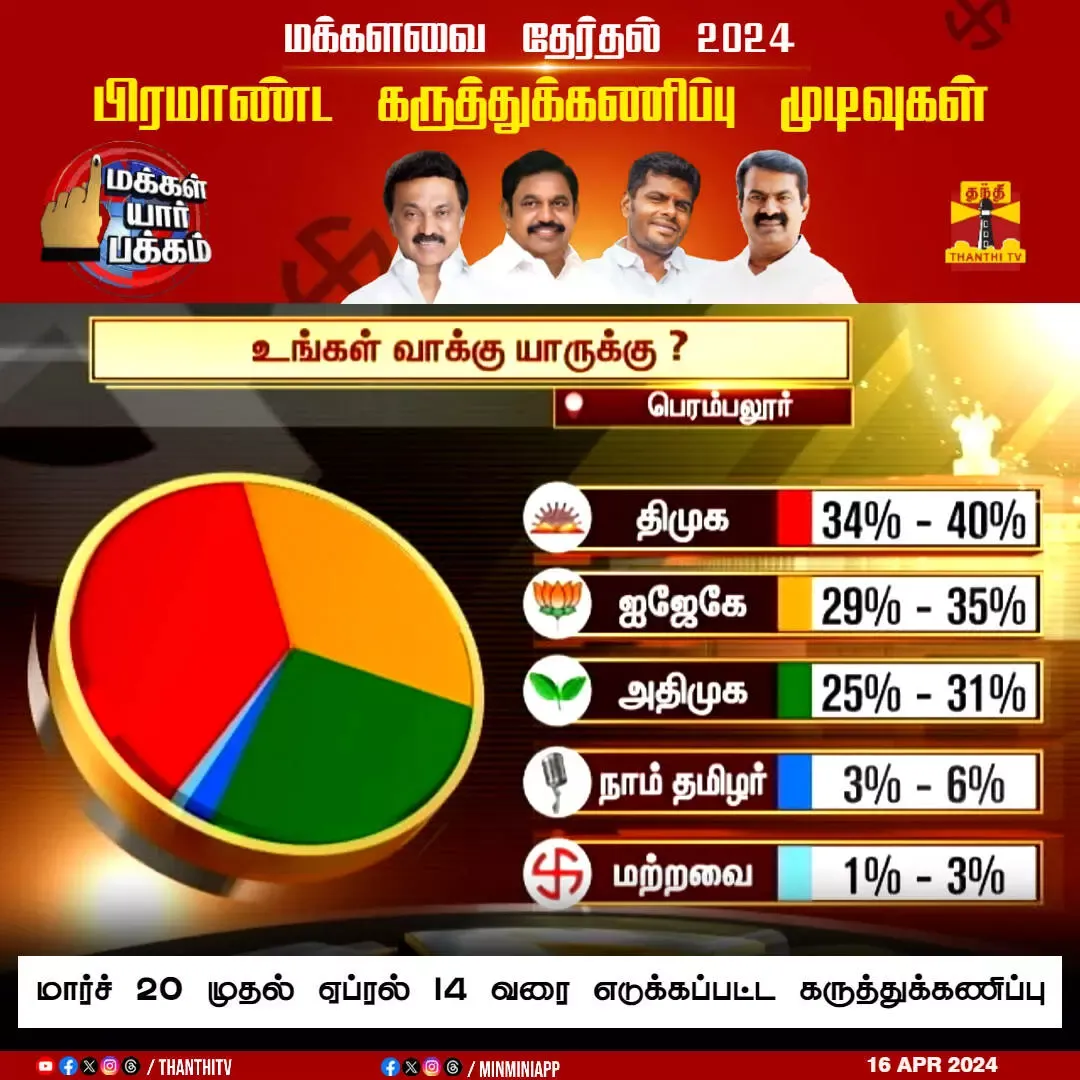 மக்களவை தேர்தல் 2024
பிரமாண்ட கருத்துக்கணிப்பு முடிவுகள்
மக்கள்
யார்
பக்கம்
தந்தி
THANTHI TV
உங்கள் வாக்கு யாருக்கு ?
பெரம்பலூர்
திமுக 34% - 40%
ஐஜேகே 29% - 35%
அதிமுக 25% - 31%
நாம் தமிழர் 3% - 6%
மற்றவை 1% - 3%
மார்ச் 20 முதல் ஏப்ரல் 14 வரை எடுக்கப்பட்ட கருத்துக்கணிப்பு
/ THANTHITV / MINMINIAPP 16 APR 2024